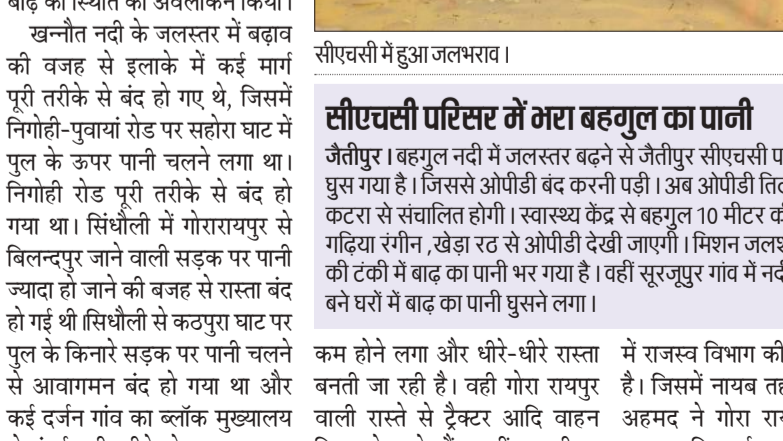 बाढ़ की स्थिति का अवलोकन किया।
खन्नौत नदी के जलस्तर में बढ़ाव
की वजह से इलाके में कई मार्ग
पूरी तरीके से बंद हो गए थे, जिसमें
निगोही-पुवायां रोड पर सहोरा घाट में
पुल के ऊपर पानी चलने लगा था।
निगोही रोड पूरी तरीके से बंद हो
गया था। सिंधौली में गोरारायपुर से
बिलन्दपुर जाने वाली सड़क पर पानी
ज्यादा हो जाने की बजह से रास्ता बंद
हो गई थी।सिधौली से कठपुरा घाट पर
पुल के किनारे सड़क पर पानी चलने
से आवागमन बंद हो गया था और
कई दर्जन गांव का ब्लॉक मुख्यालय
सीएचसी में हुआ जलभराव।
सीएचसी परिसर में भरा बहगुल का पानी
जैतीपुर। बहगुल नदी में जलस्तर बढ़ने से जैतीपुर सीएचसी
घुस गया है। जिससे ओपीडी बंद करनी पड़ी। अब ओपीडी
कटरा से संचालित होगी। स्वास्थ्य केंद्र से बहगुल 10 मीटर
गढ़िया रंगीन ,खेड़ा रठ से ओपीडी देखी जाएगी। मिशन
की टंकी में बाढ़ का पानी भर गया है। वहीं सूरजूपुर गांव में
बने घरों में बाढ़ का पानी घुसने लगा।
कम होने लगा और धीरे-धीरे रास्ता
बनती जा रही है। वही गोरा रायपुर
वाली रास्ते से ट्रैक्टर आदि वाहन
में राजस्व विभाग की
है। जिसमें नायब
अहमद ने गोरा